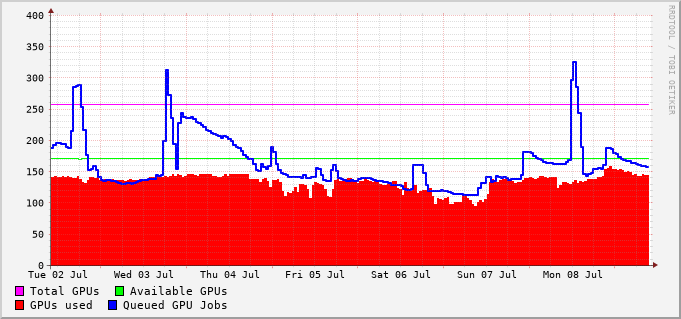 400
350
300
250
200
150
100
50
0
Tue 02 Jul Wed 03 Jul Thu 04 Jul Fri 05 Jul Sat 06 Jul Sun 07 Jul Mon 08 Jul
Total GPUs Available GPUs
GPUs used Queued GPU Jobs
RRDTOOL / TOBI OETIKER